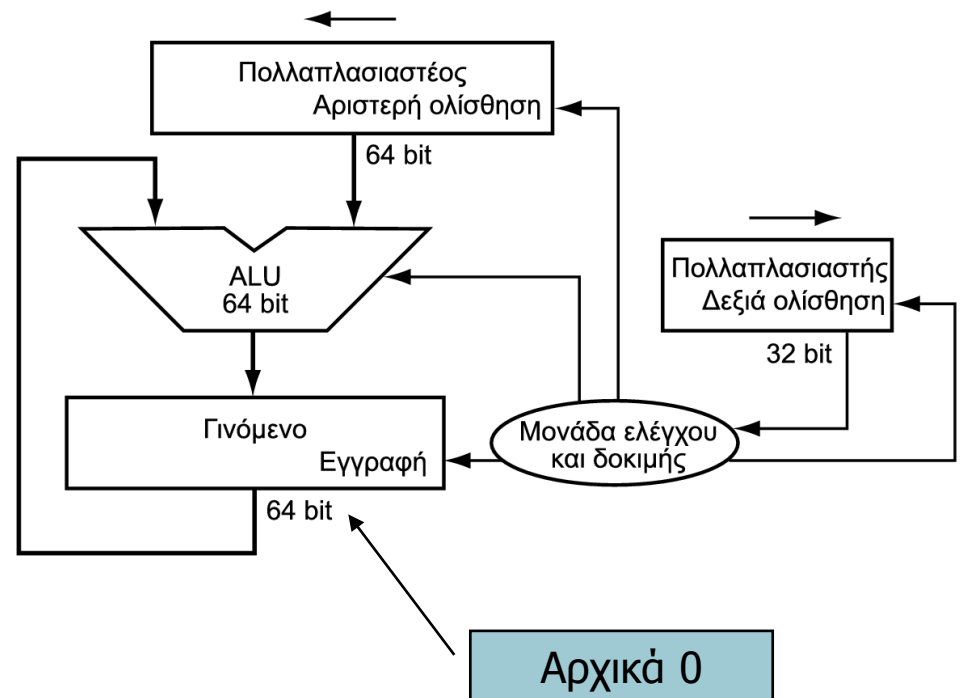 Πολλαπλασιαστέος
Αριστερή ολίσθηση
64 bit
ALU
64 bit
Πολλαπλασιαστής
Δεξιά ολίσθηση
32 bit
Γινόμενο
Εγγραφή
64 bit
Μονάδα ελέγχου
και δοκιμής
Αρχικά 0